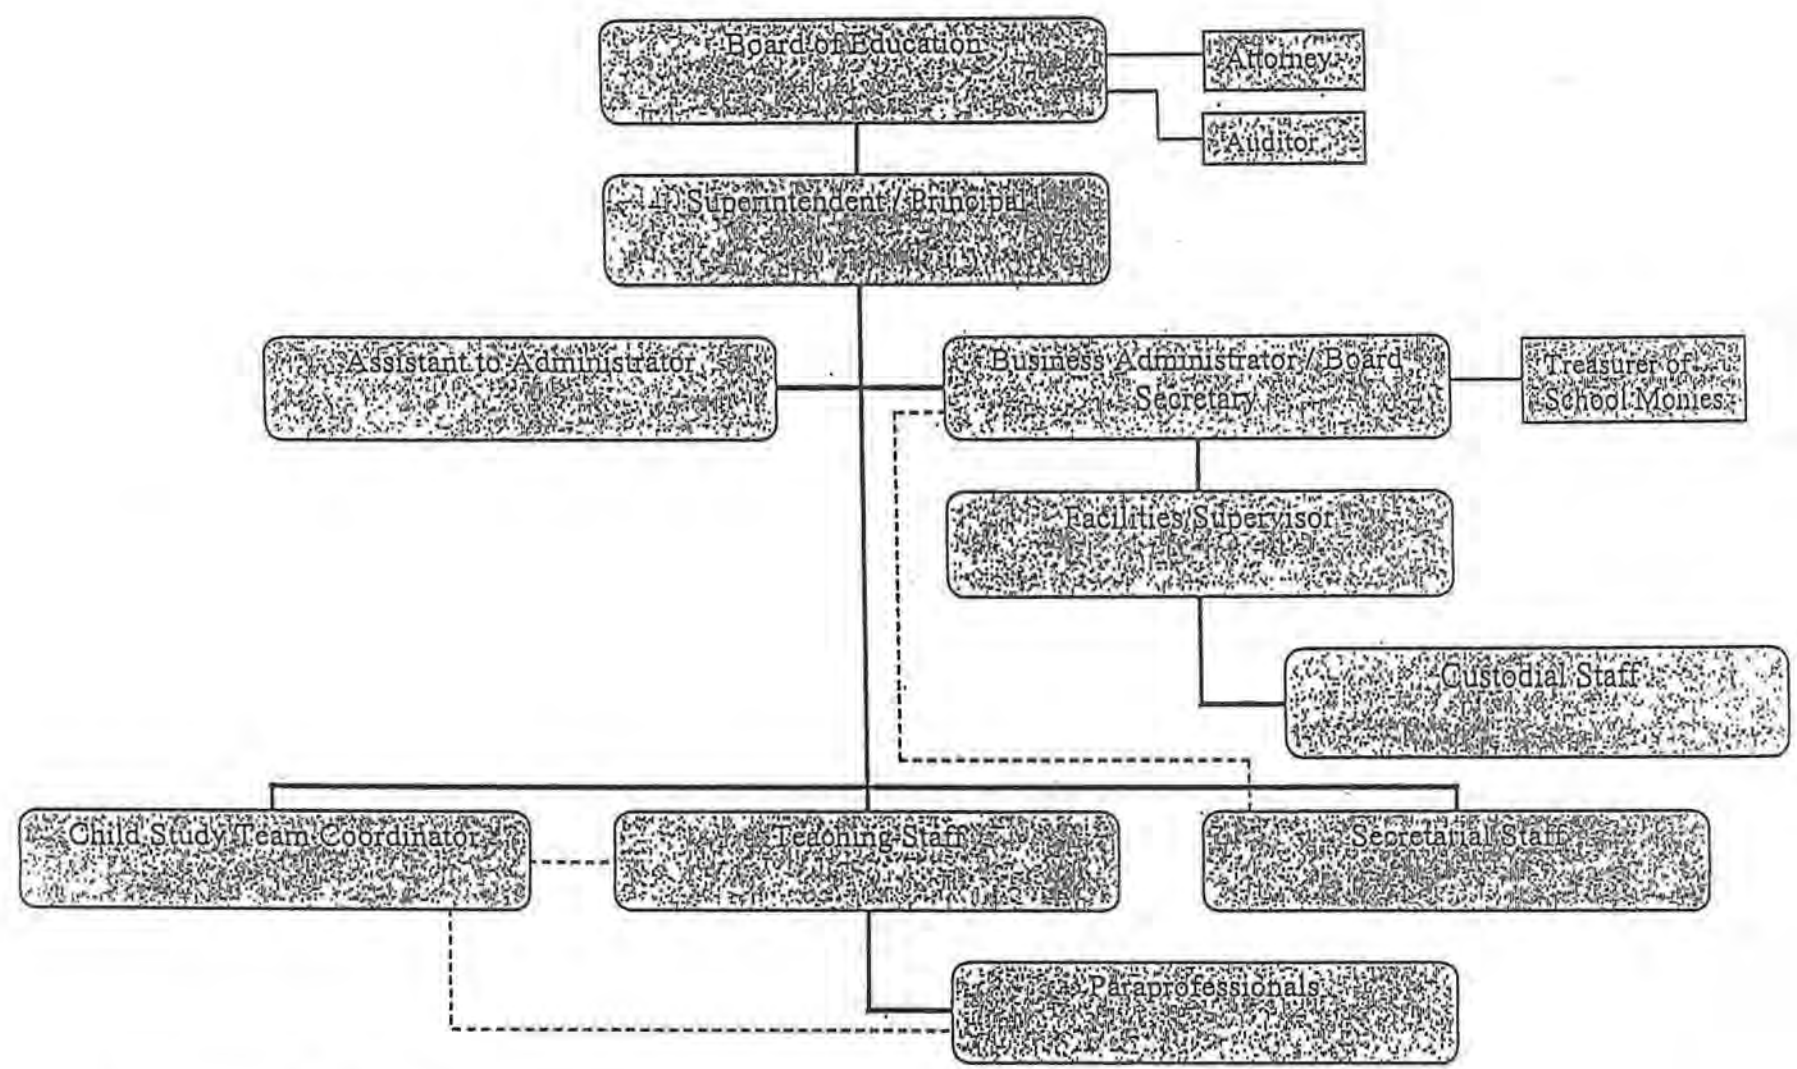 Board of Education
Attorney
Auditor
Superintendent / Principal
Assistant to Administrator
Business Administrator / Board
Secretary
Treasurer of
School Monies
Facilities Supervisor
Custodial Staff
Child Study Team Coordinator
Teaching Staff
Secretarial Staff
Paraprofessionals